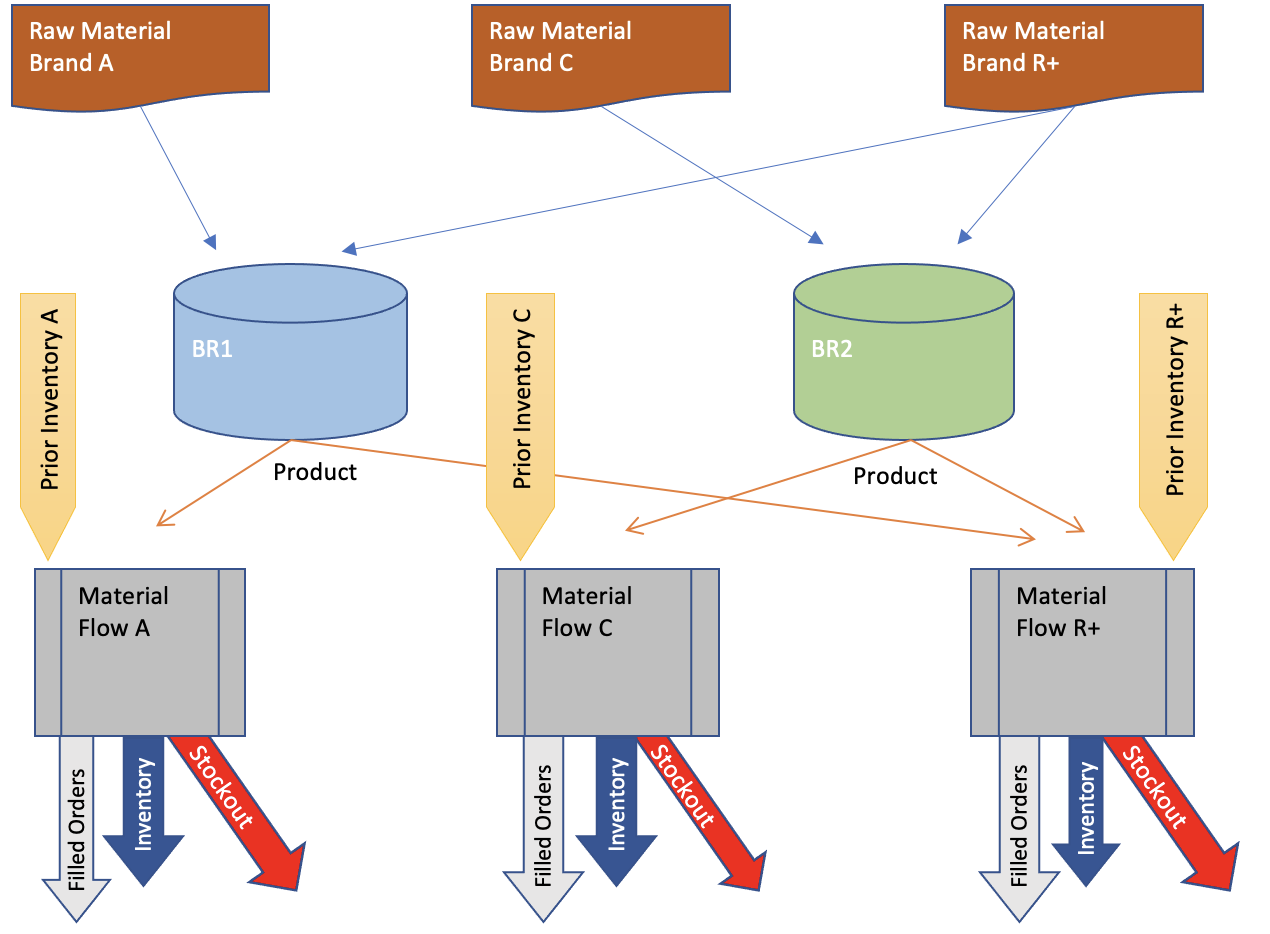 Raw Material
Brand A
Raw Material
Brand C
Raw Material
Brand R+
Prior Inventory A
BR1
Prior Inventory C
BR2
Prior Inventory R+
Product
Product
Material
Flow A
Material
Flow C
Material
Flow R+
Filled Orders
Inventory
Stockout
Filled Orders
Inventory
Stockout
Filled Orders
Inventory
Stockout